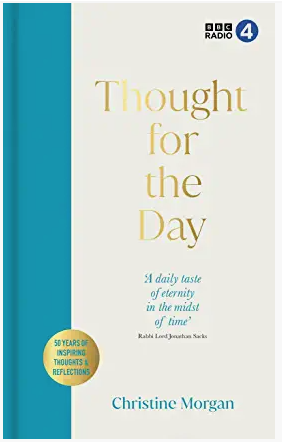 BBC
RADIO 4
Thought
for
the
Day
‘A daily taste
of eternity
in the midst
of time’
Rabbi Lord Jonathan Sacks
50 YEARS OF
INSPIRING
THOUGHTS &
REFLECTIONS
Christine Morgan